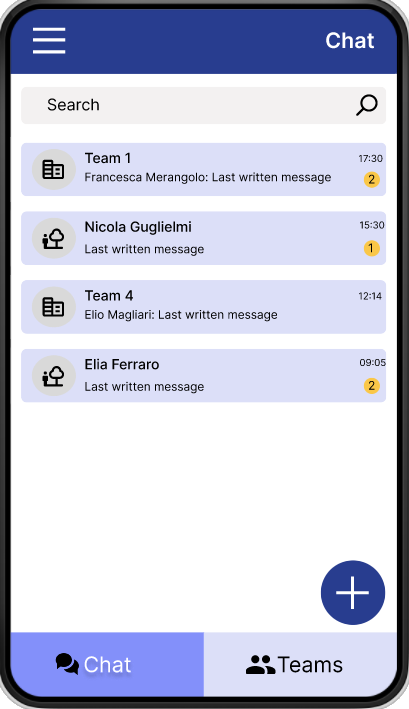 Chat
Search
Team 1 17:30
Francesca Merangolo: Last written message 2
Nicola Guglielmi 15:30
Last written message 1
Team 4 12:14
Elio Magliari: Last written message
Elia Ferraro 09:05
Last written message 2
Chat Teams